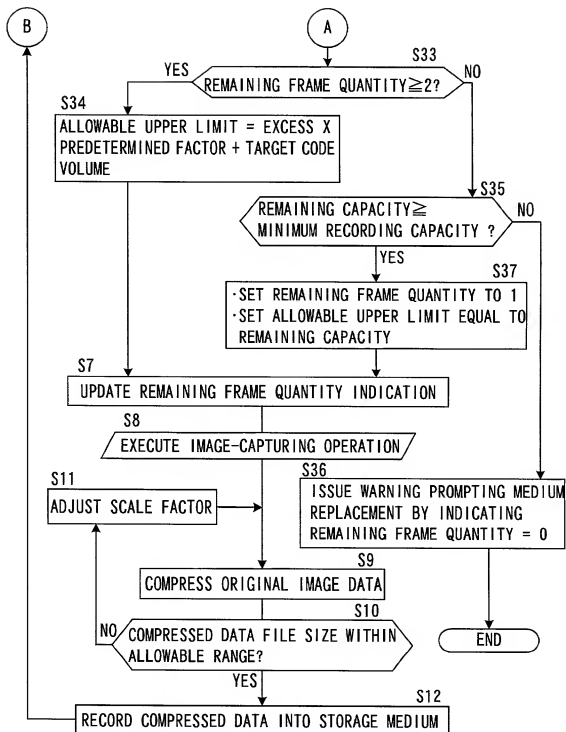 B
A
S33
YES
REMAINING FRAME QUANTITY≧2?
NO
S34
ALLOWABLE UPPER LIMIT = EXCESS X
PREDETERMINED FACTOR + TARGET CODE
VOLUME
S35
REMAINING CAPACITY≧
MINIMUM RECORDING CAPACITY ?
NO
YES
S37
·SET REMAINING FRAME QUANTITY TO 1
·SET ALLOWABLE UPPER LIMIT EQUAL TO
REMAINING CAPACITY
S7
UPDATE REMAINING FRAME QUANTITY INDICATION
S8
EXECUTE IMAGE-CAPTURING OPERATION
S11
ADJUST SCALE FACTOR
S36
ISSUE WARNING PROMPTING MEDIUM
REPLACEMENT BY INDICATING
REMAINING FRAME QUANTITY = 0
S9
COMPRESS ORIGINAL IMAGE DATA
S10
NO
COMPRESSED DATA FILE SIZE WITHIN
ALLOWABLE RANGE?
END
YES
S12
RECORD COMPRESSED DATA INTO STORAGE MEDIUM